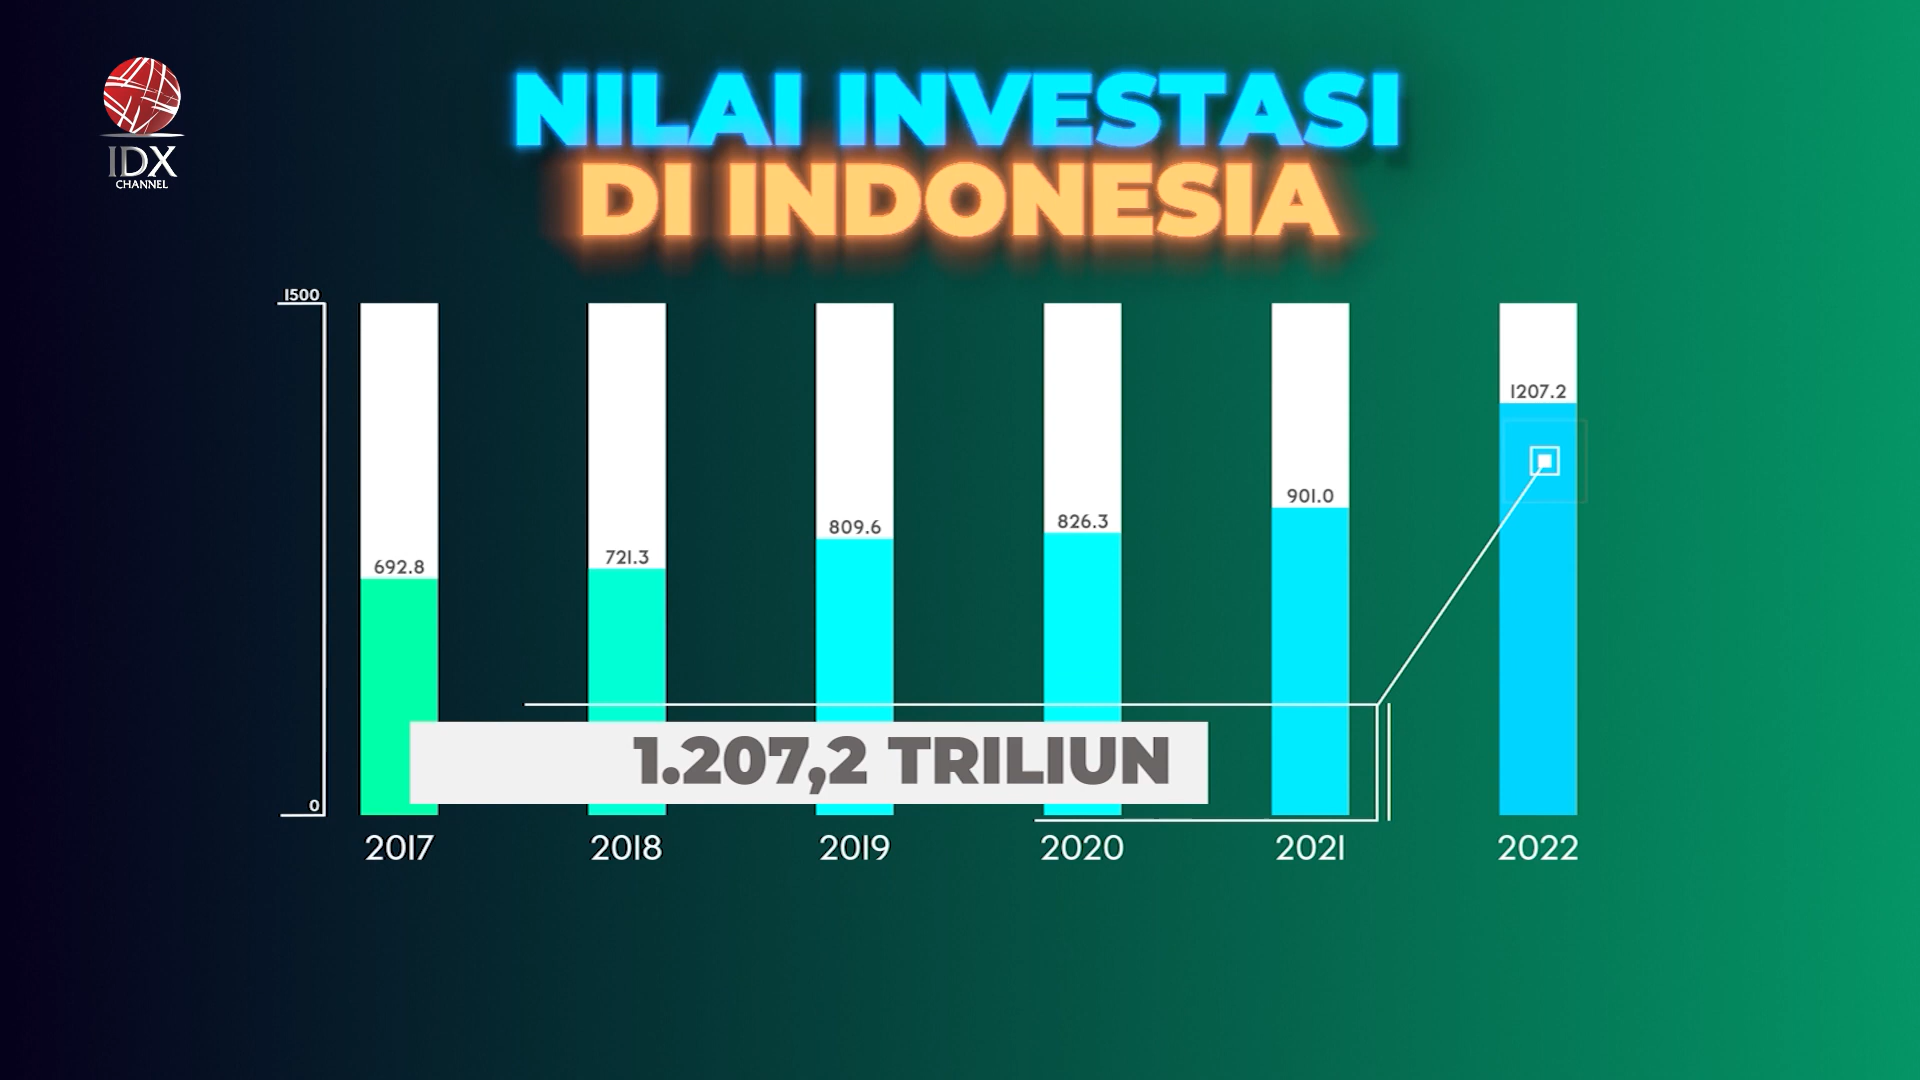 IDX
CHANNEL
NILAI INVESTASI
DI INDONESIA
1500
692.8
721.3
809.6
826.3
901.0
1207.2
1.207,2 TRILIUN
0
2017
2018
2019
2020
2021
2022